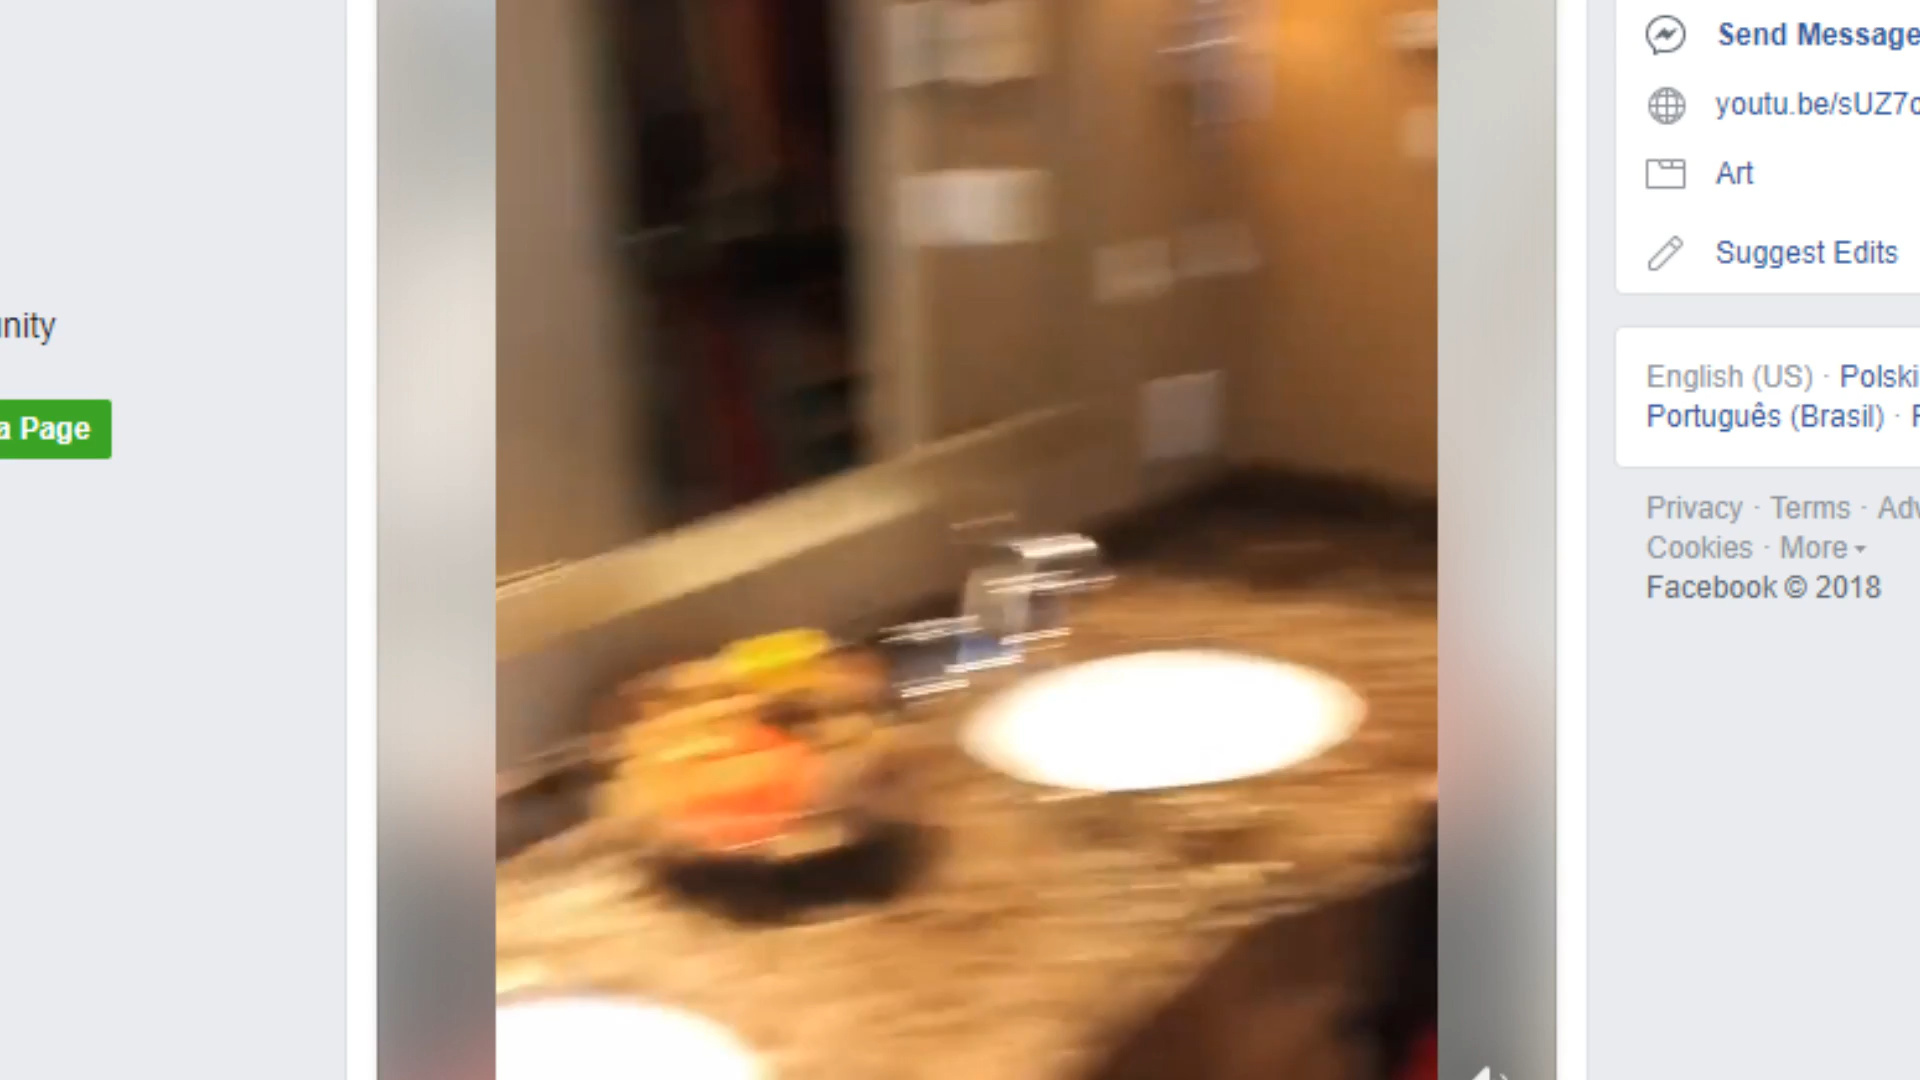 nity
a Page
Send Message
youtu.be/sUZ7c
Art
Suggest Edits
English (US) · Polski
Português (Brasil) ·
Privacy · Terms · Adv
Cookies · More
Facebook © 2018